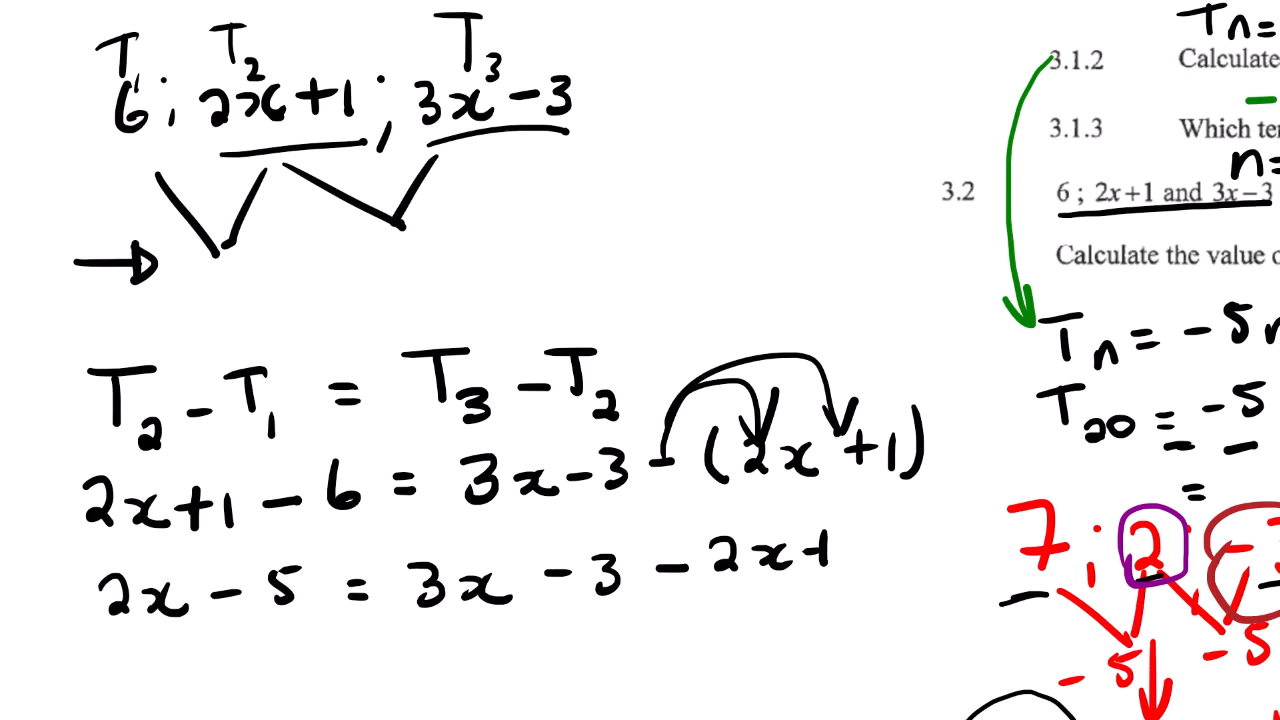 T₁ T₂ T₃
6 ; 2x+1 ; 3x-3
T₂ - T₁ = T₃ - T₂
2x+1 - 6 = 3x-3 - (2x+1)
2x - 5 = 3x - 3 - 2x-1
Tn=
3.1.2 Calculate
3.1.3 Which
n=
3.2 6 ; 2x+1 and 3x-3
Calculate the value
Tn = -5
T20 = -5
=
7 ; 2 ;
-5 -5